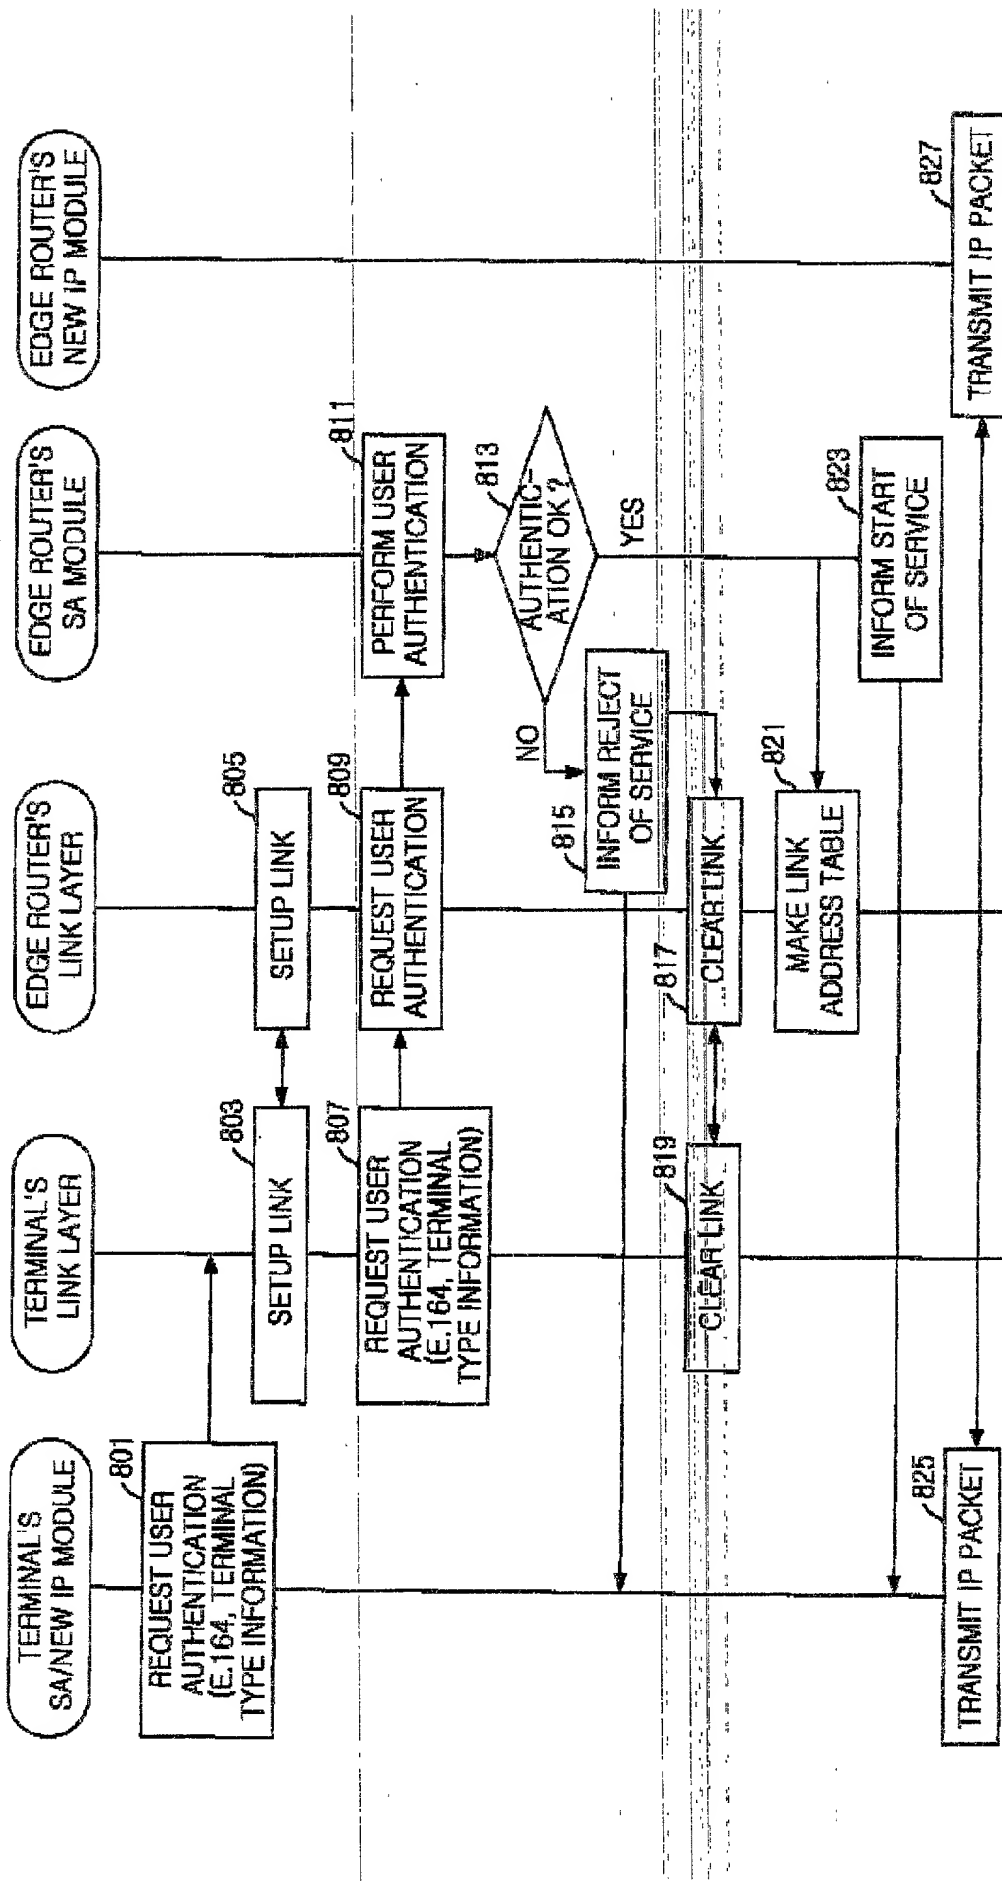 TERMINAL'S
SA/NEW IP MODULE
TERMINAL'S
LINK LAYER
EDGE ROUTER'S
LINK LAYER
EDGE ROUTER'S
SA MODULE
EDGE ROUTER'S
NEW IP MODULE
801
REQUEST USER
AUTHENTICATION
(E.164, TERMINAL
TYPE INFORMATION)
803
SETUP LINK
805
SETUP LINK
807
REQUEST USER
AUTHENTICATION
(E.164, TERMINAL
TYPE INFORMATION)
809
REQUEST USER
AUTHENTICATION
811
PERFORM USER
AUTHENTICATION
813
AUTHENTIC-
ATION OK ?
NO
YES
815
INFORM REJECT
OF SERVICE
819
CLEAR LINK
817
CLEAR LINK
821
MAKE LINK
ADDRESS TABLE
823
INFORM START
OF SERVICE
825
TRANSMIT IP PACKET
827
TRANSMIT IP PACKET